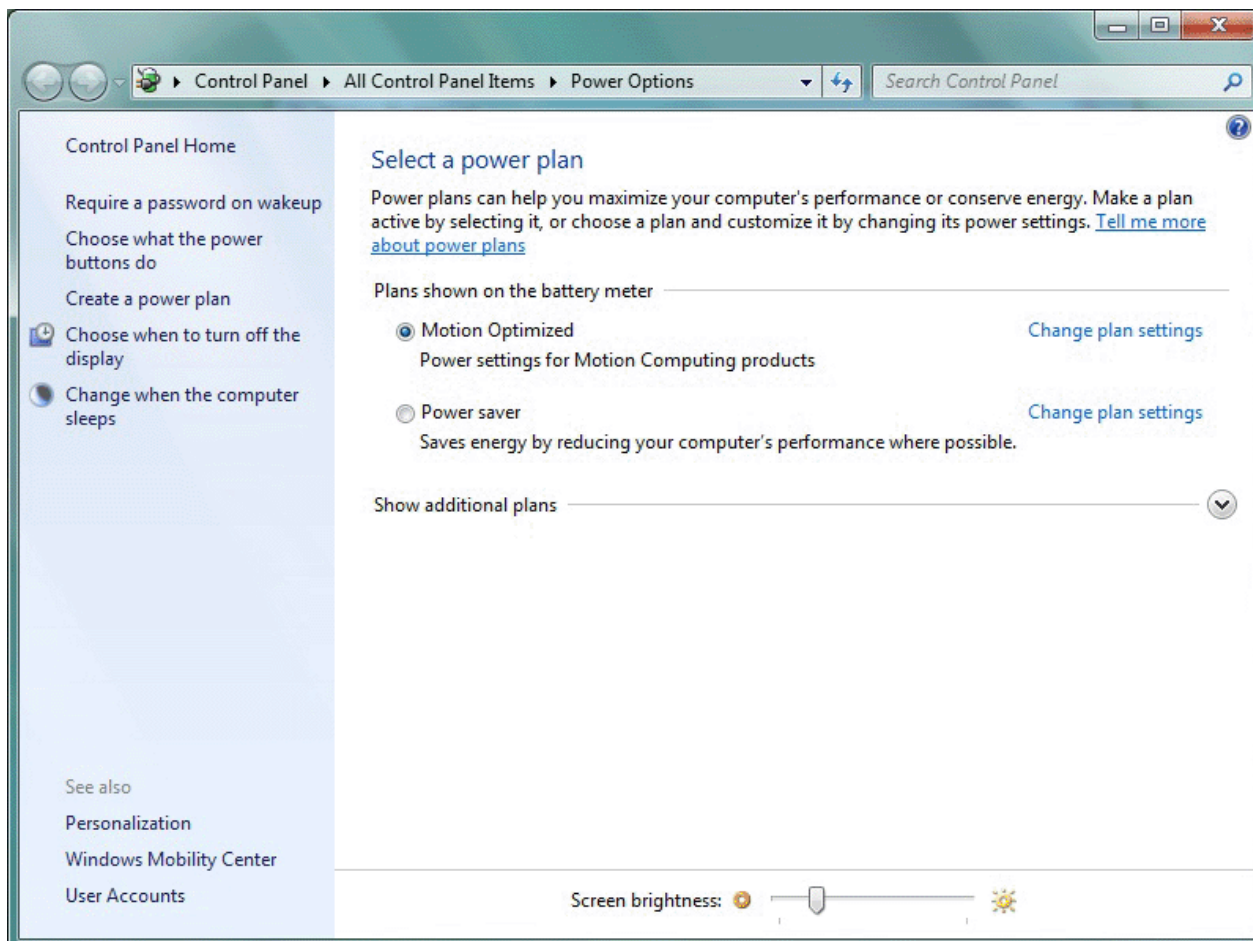 Control Panel ▸ All Control Panel Items ▸ Power Options
Search Control Panel
Control Panel Home
Require a password on wakeup
Choose what the power
buttons do
Create a power plan
Choose when to turn off the
display
Change when the computer
sleeps
See also
Personalization
Windows Mobility Center
User Accounts
Select a power plan
Power plans can help you maximize your computer's performance or conserve energy. Make a plan
active by selecting it, or choose a plan and customize it by changing its power settings. Tell me more
about power plans
Plans shown on the battery meter
Motion Optimized Change plan settings
Power settings for Motion Computing products
Power saver Change plan settings
Saves energy by reducing your computer's performance where possible.
Show additional plans
Screen brightness: